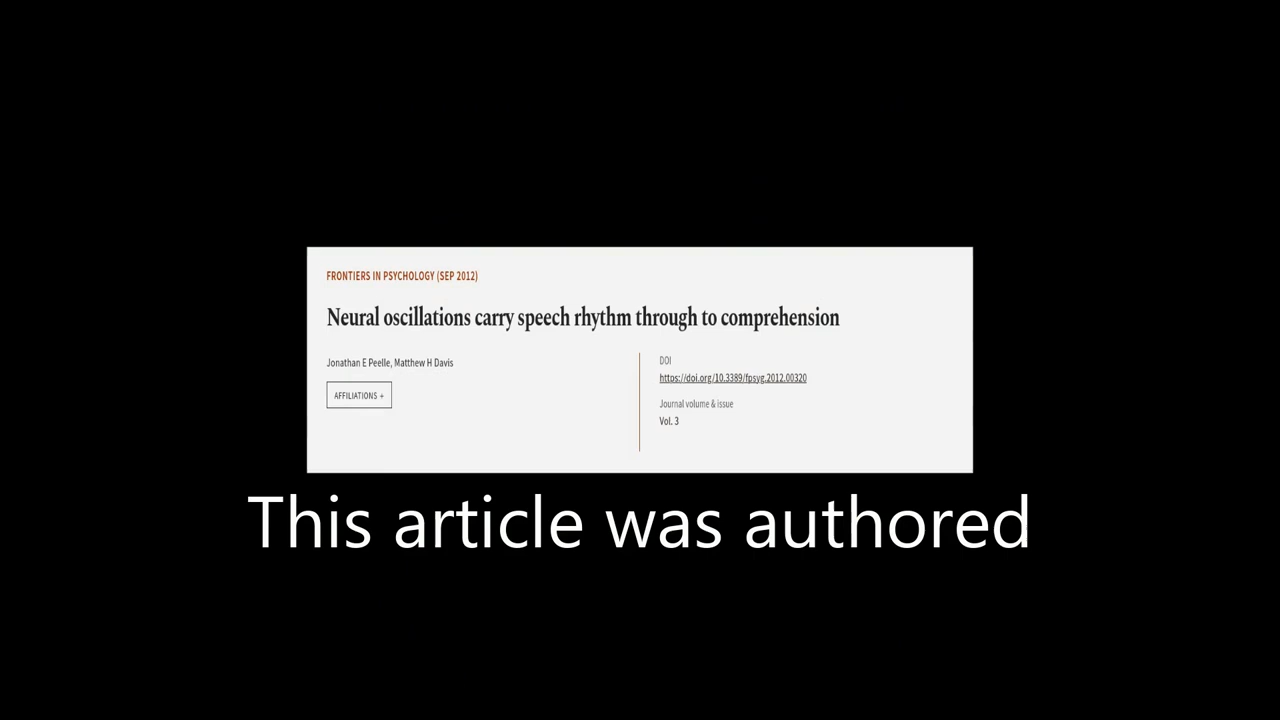 FRONTIERS IN PSYCHOLOGY (SEP 2012)
Neural oscillations carry speech rhythm through to comprehension
Jonathan E Peelle, Matthew H Davis
AFFILIATIONS +
DOI
https://doi.org/10.3389/fpsyg.2012.00320
Journal volume & issue
Vol. 3
This article was authored